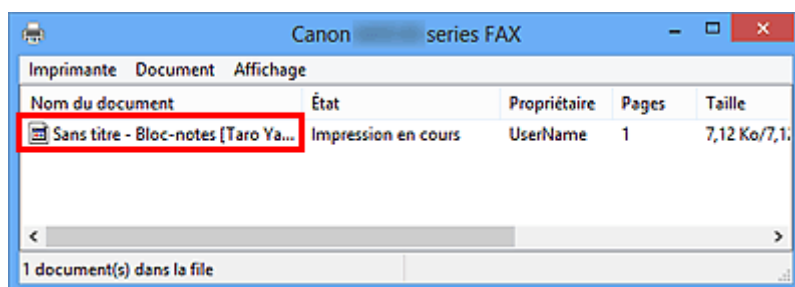 Canon series FAX
Imprimante Document Affichage
Nom du document État Propriétaire Pages Taille
Sans titre - Bloc-notes [Taro Ya... Impression en cours UserName 1 7,12 Ko/7,1
1 document(s) dans la file